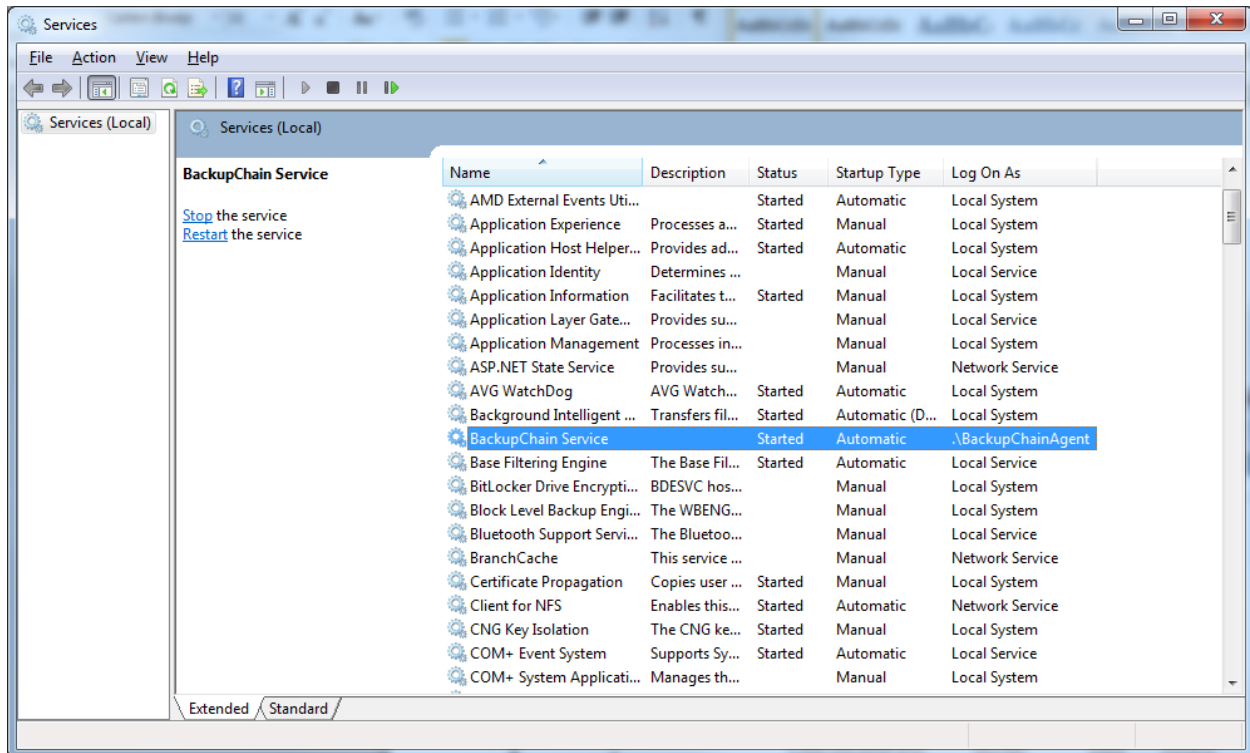 Services
File Action View Help
Services (Local)
Services (Local)
BackupChain Service
Stop the service
Restart the service
Name Description Status Startup Type Log On As
AMD External Events Uti... Started Automatic Local System
Application Experience Processes a... Started Manual Local System
Application Host Helper... Provides ad... Started Automatic Local System
Application Identity Determines ... Manual Local Service
Application Information Facilitates t... Started Manual Local System
Application Layer Gate... Provides su... Manual Local Service
Application Management Processes in... Manual Local System
ASP.NET State Service Provides su... Manual Network Service
AVG WatchDog AVG Watch... Started Automatic Local System
Background Intelligent ... Transfers fil... Started Automatic (D... Local System
BackupChain Service Started Automatic .\BackupChainAgent
Base Filtering Engine The Base Fil... Started Automatic Local Service
BitLocker Drive Encrypti... BDESVC hos... Manual Local System
Block Level Backup Engi... The WBENG... Manual Local System
Bluetooth Support Servi... The Bluetoo... Manual Local Service
BranchCache This service ... Manual Network Service
Certificate Propagation Copies user ... Started Manual Local System
Client for NFS Enables this... Started Automatic Network Service
CNG Key Isolation The CNG ke... Started Manual Local System
COM+ Event System Supports Sy... Started Automatic Local Service
COM+ System Applicati... Manages th... Manual Local System
Extended Standard